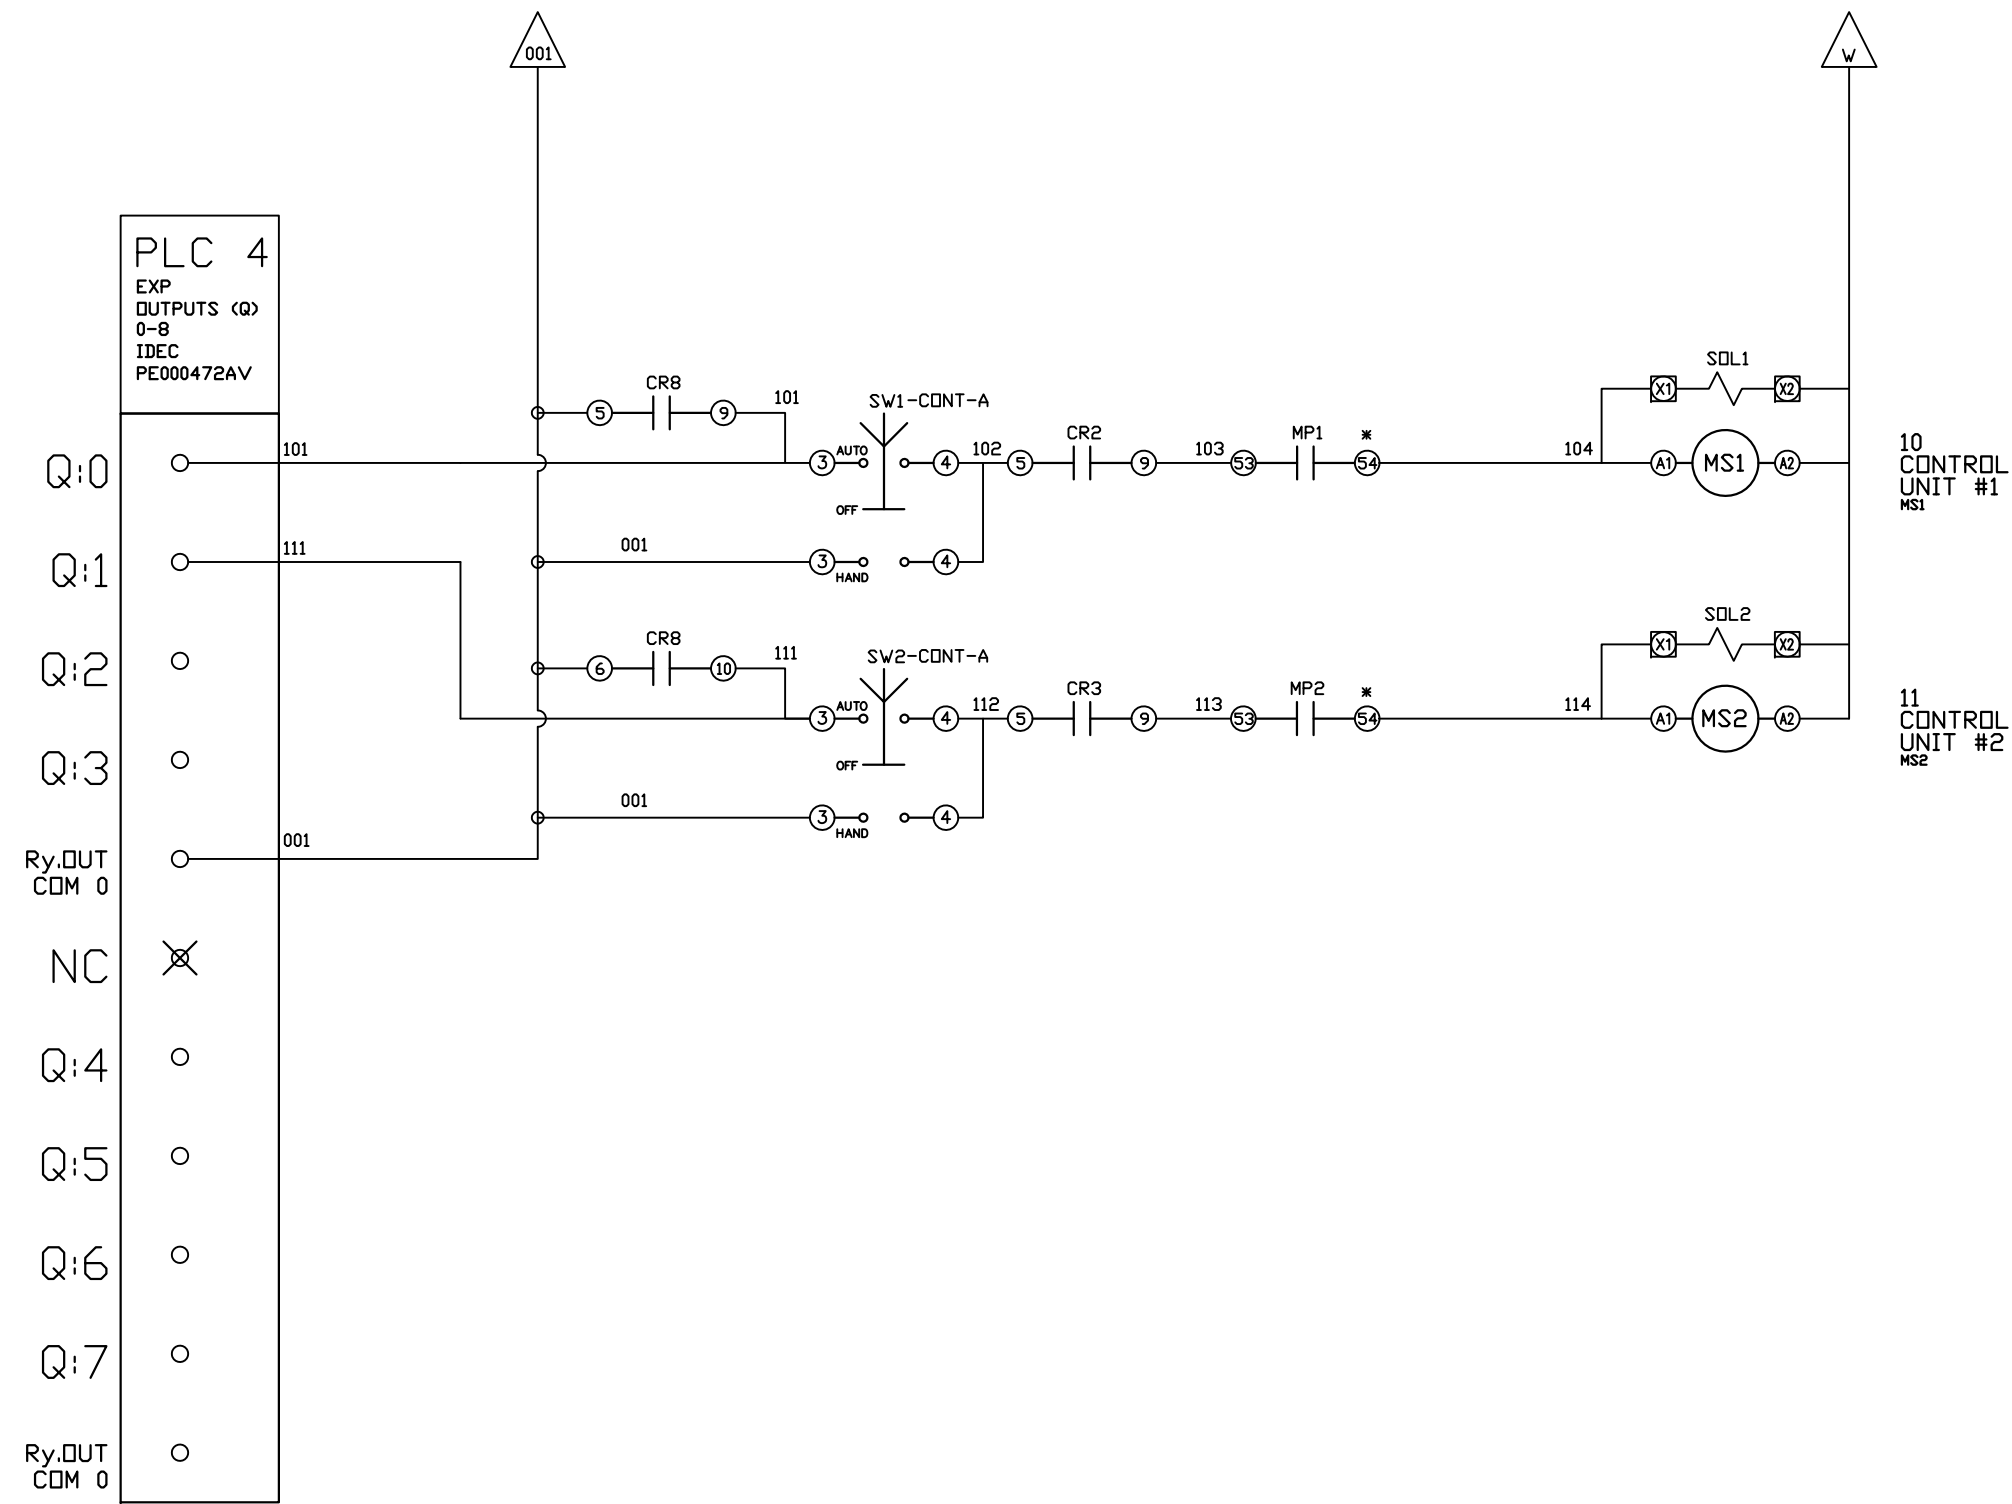 001
W
PLC 4
EXP
OUTPUTS (Q)
0-8
IDEC
PE000472AV
SOL1
X1 X2
CR8
5 9
101
SW1-CONT-A
Q:0
101
3 AUTO
4
102
CR2
5 9
103
MP1 *
53 54
104
A1 MS1 A2
10
CONTROL
UNIT #1
MS1
OFF
Q:1
111
001
3 4
HAND
SOL2
X1 X2
CR8
6 10
111
SW2-CONT-A
Q:2
3 AUTO
4
112
CR3
5 9
113
MP2 *
53 54
114
A1 MS2 A2
11
CONTROL
UNIT #2
MS2
OFF
Q:3
001
3 4
HAND
Ry.OUT
COM 0
001
NC
Q:4
Q:5
Q:6
Q:7
Ry.OUT
COM 0